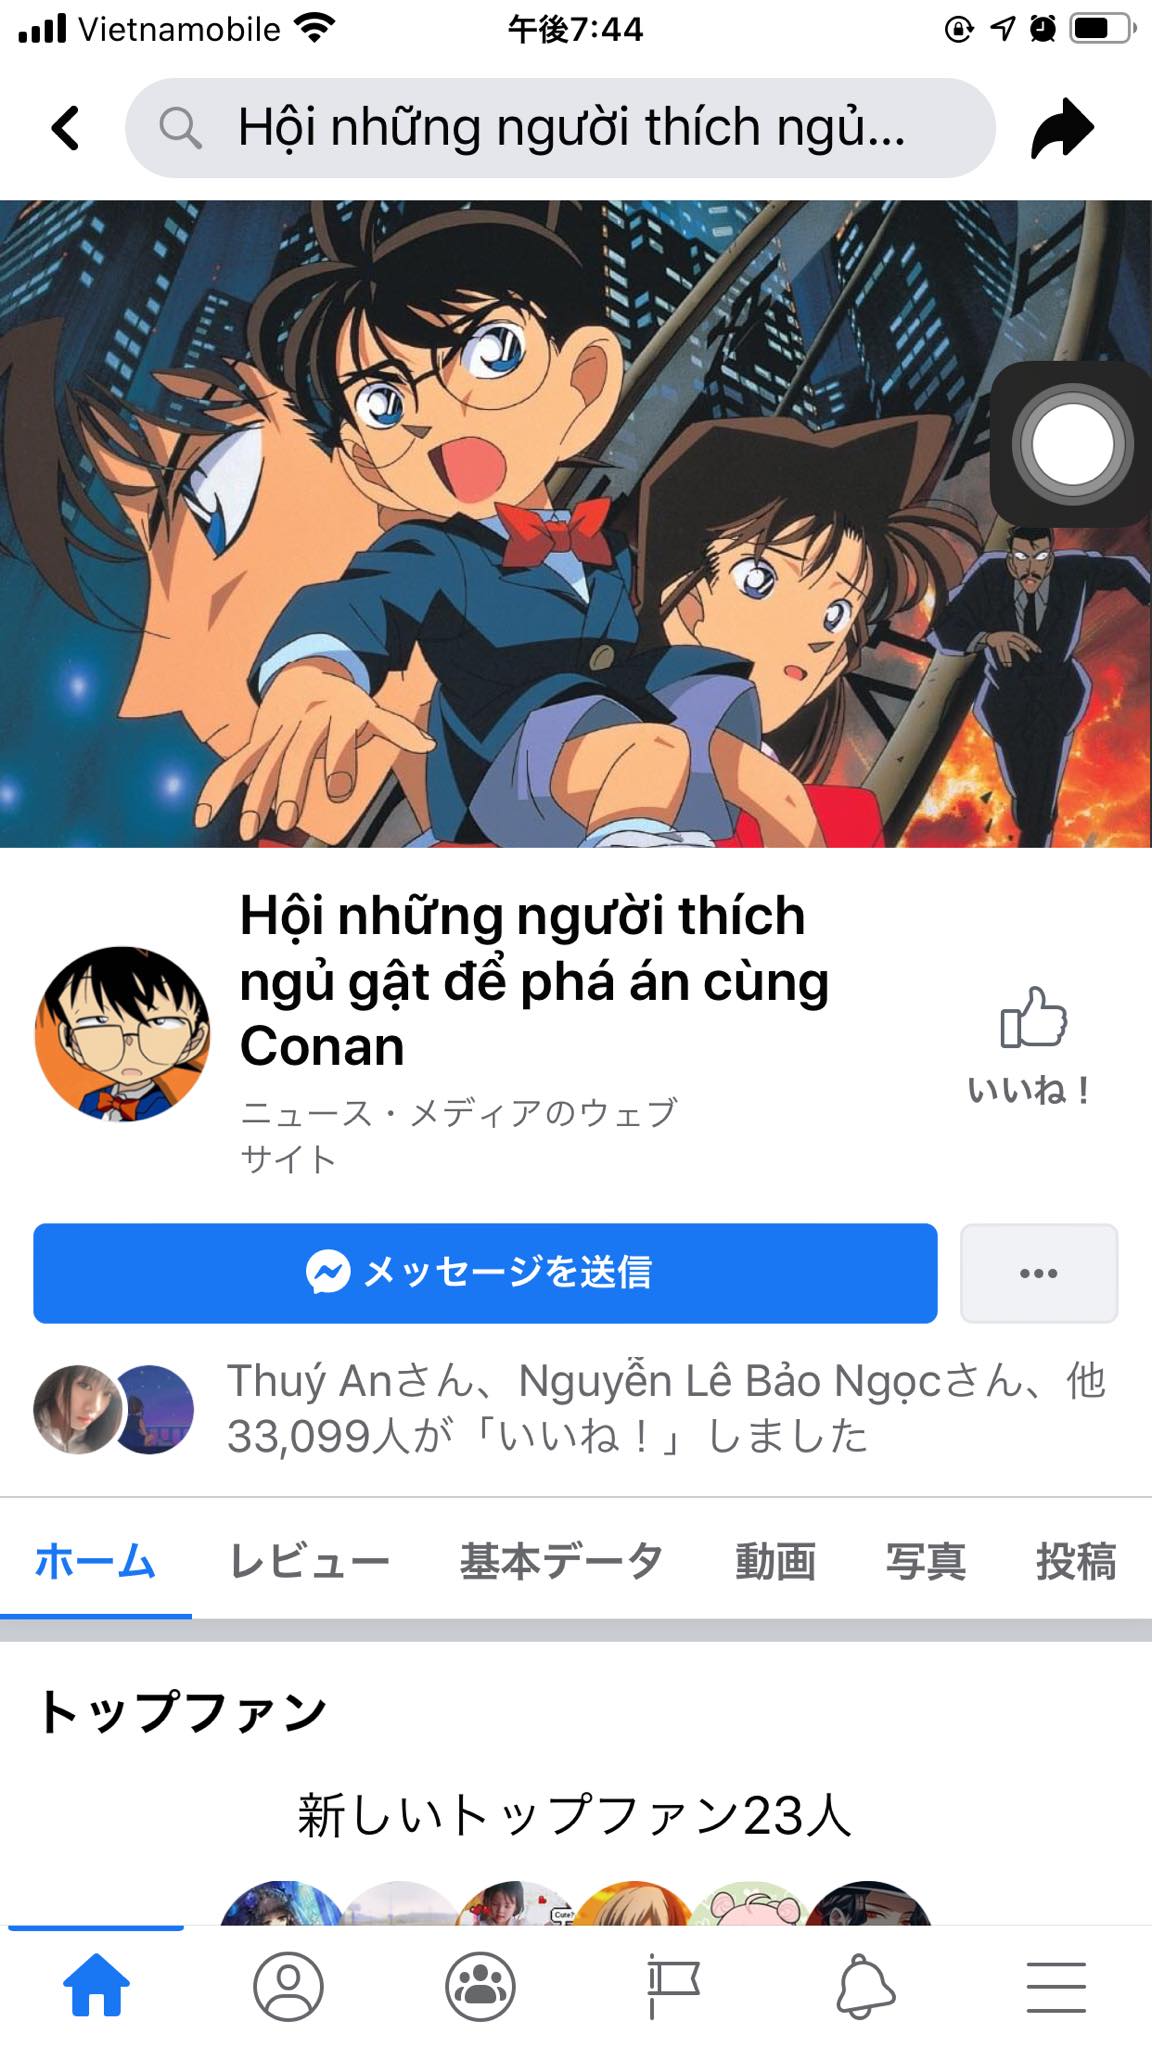 Vietnamobile 午後7:44
Hội những người thích ngủ...
Hội những người thích
ngủ gật để phá án cùng
Conan
いいね！
ニュース・メディアのウェブ
サイト
メッセージを送信
Thuý Anさん、Nguyễn Lê Bảo Ngọcさん、他
33,099人が「いいね！」しました
ホーム レビュー 基本データ 動画 写真 投稿
トップファン
新しいトップファン23人
Cute?